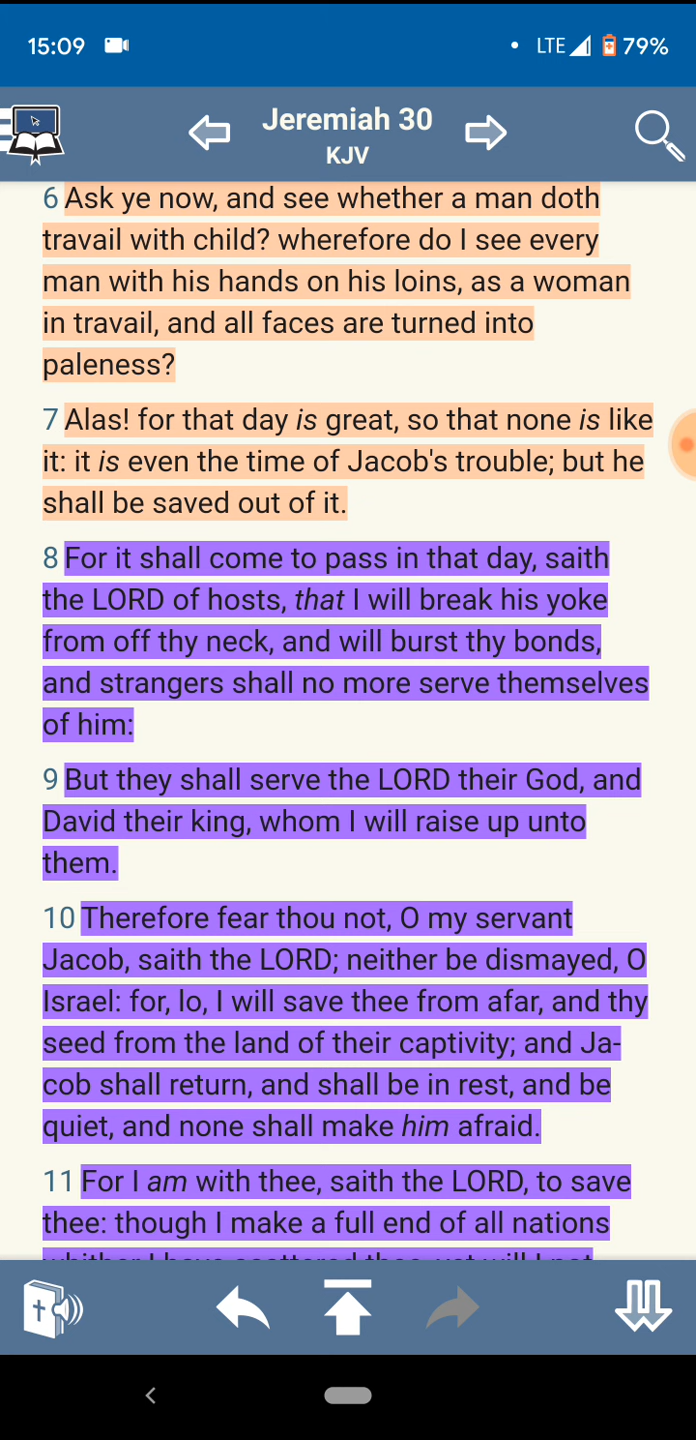 15:09 LTE 79%
Jeremiah 30
KJV
6 Ask ye now, and see whether a man doth
travail with child? wherefore do I see every
man with his hands on his loins, as a woman
in travail, and all faces are turned into
paleness?
7 Alas! for that day is great, so that none is like
it: it is even the time of Jacob's trouble; but he
shall be saved out of it.
8 For it shall come to pass in that day, saith
the LORD of hosts, that I will break his yoke
from off thy neck, and will burst thy bonds,
and strangers shall no more serve themselves
of him:
9 But they shall serve the LORD their God, and
David their king, whom I will raise up unto
them.
10 Therefore fear thou not, O my servant
Jacob, saith the LORD; neither be dismayed, O
Israel: for, lo, I will save thee from afar, and thy
seed from the land of their captivity; and Ja-
cob shall return, and shall be in rest, and be
quiet, and none shall make him afraid.
11 For I am with thee, saith the LORD, to save
thee: though I make a full end of all nations
whither I have scattered thee, yet will I not